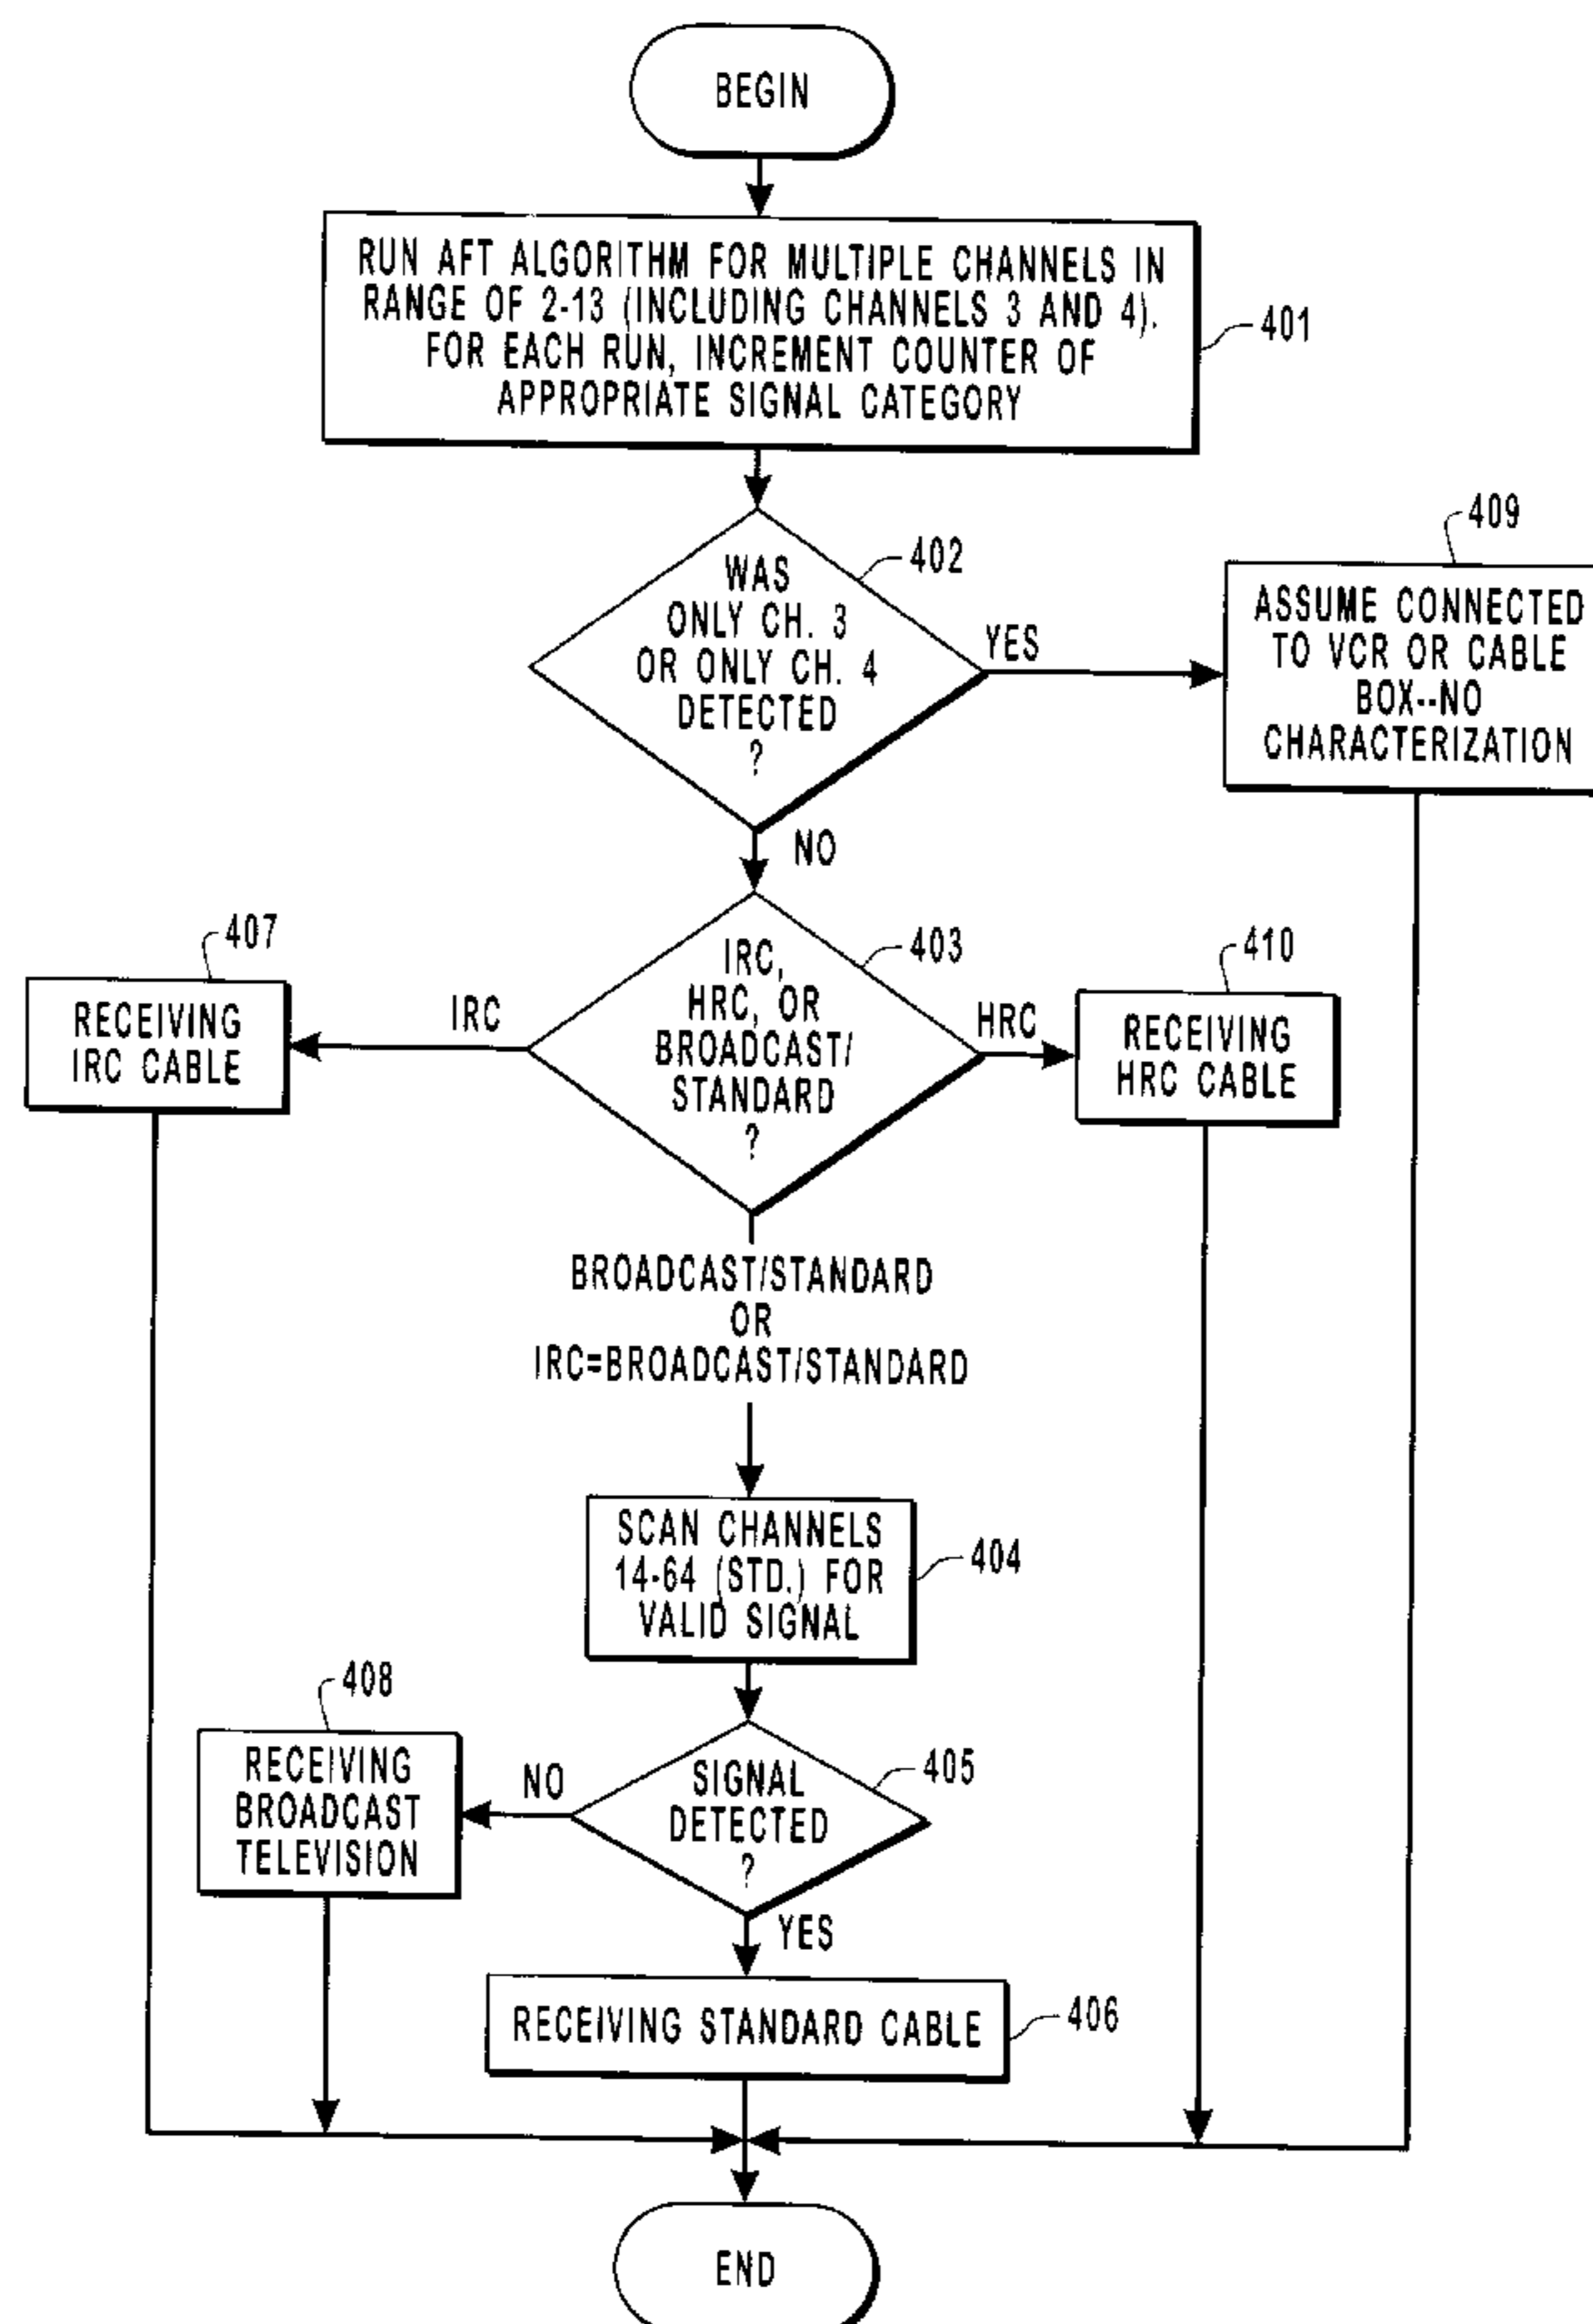 BEGIN
RUN AFT ALGORITHM FOR MULTIPLE CHANNELS IN
RANGE OF 2-13 (INCLUDING CHANNELS 3 AND 4).
FOR EACH RUN, INCREMENT COUNTER OF
APPROPRIATE SIGNAL CATEGORY
401
WAS
ONLY CH. 3
OR ONLY CH. 4
DETECTED
?
402
YES
409
ASSUME CONNECTED
TO VCR OR CABLE
BOX--NO
CHARACTERIZATION
NO
IRC,
HRC, OR
BROADCAST/
STANDARD
?
403
IRC
407
RECEIVING
IRC CABLE
HRC
410
RECEIVING
HRC CABLE
BROADCAST/STANDARD
OR
IRC=BROADCAST/STANDARD
SCAN CHANNELS
14-64 (STD.) FOR
VALID SIGNAL
404
SIGNAL
DETECTED
?
405
NO
408
RECEIVING
BROADCAST
TELEVISION
YES
RECEIVING STANDARD CABLE
406
END